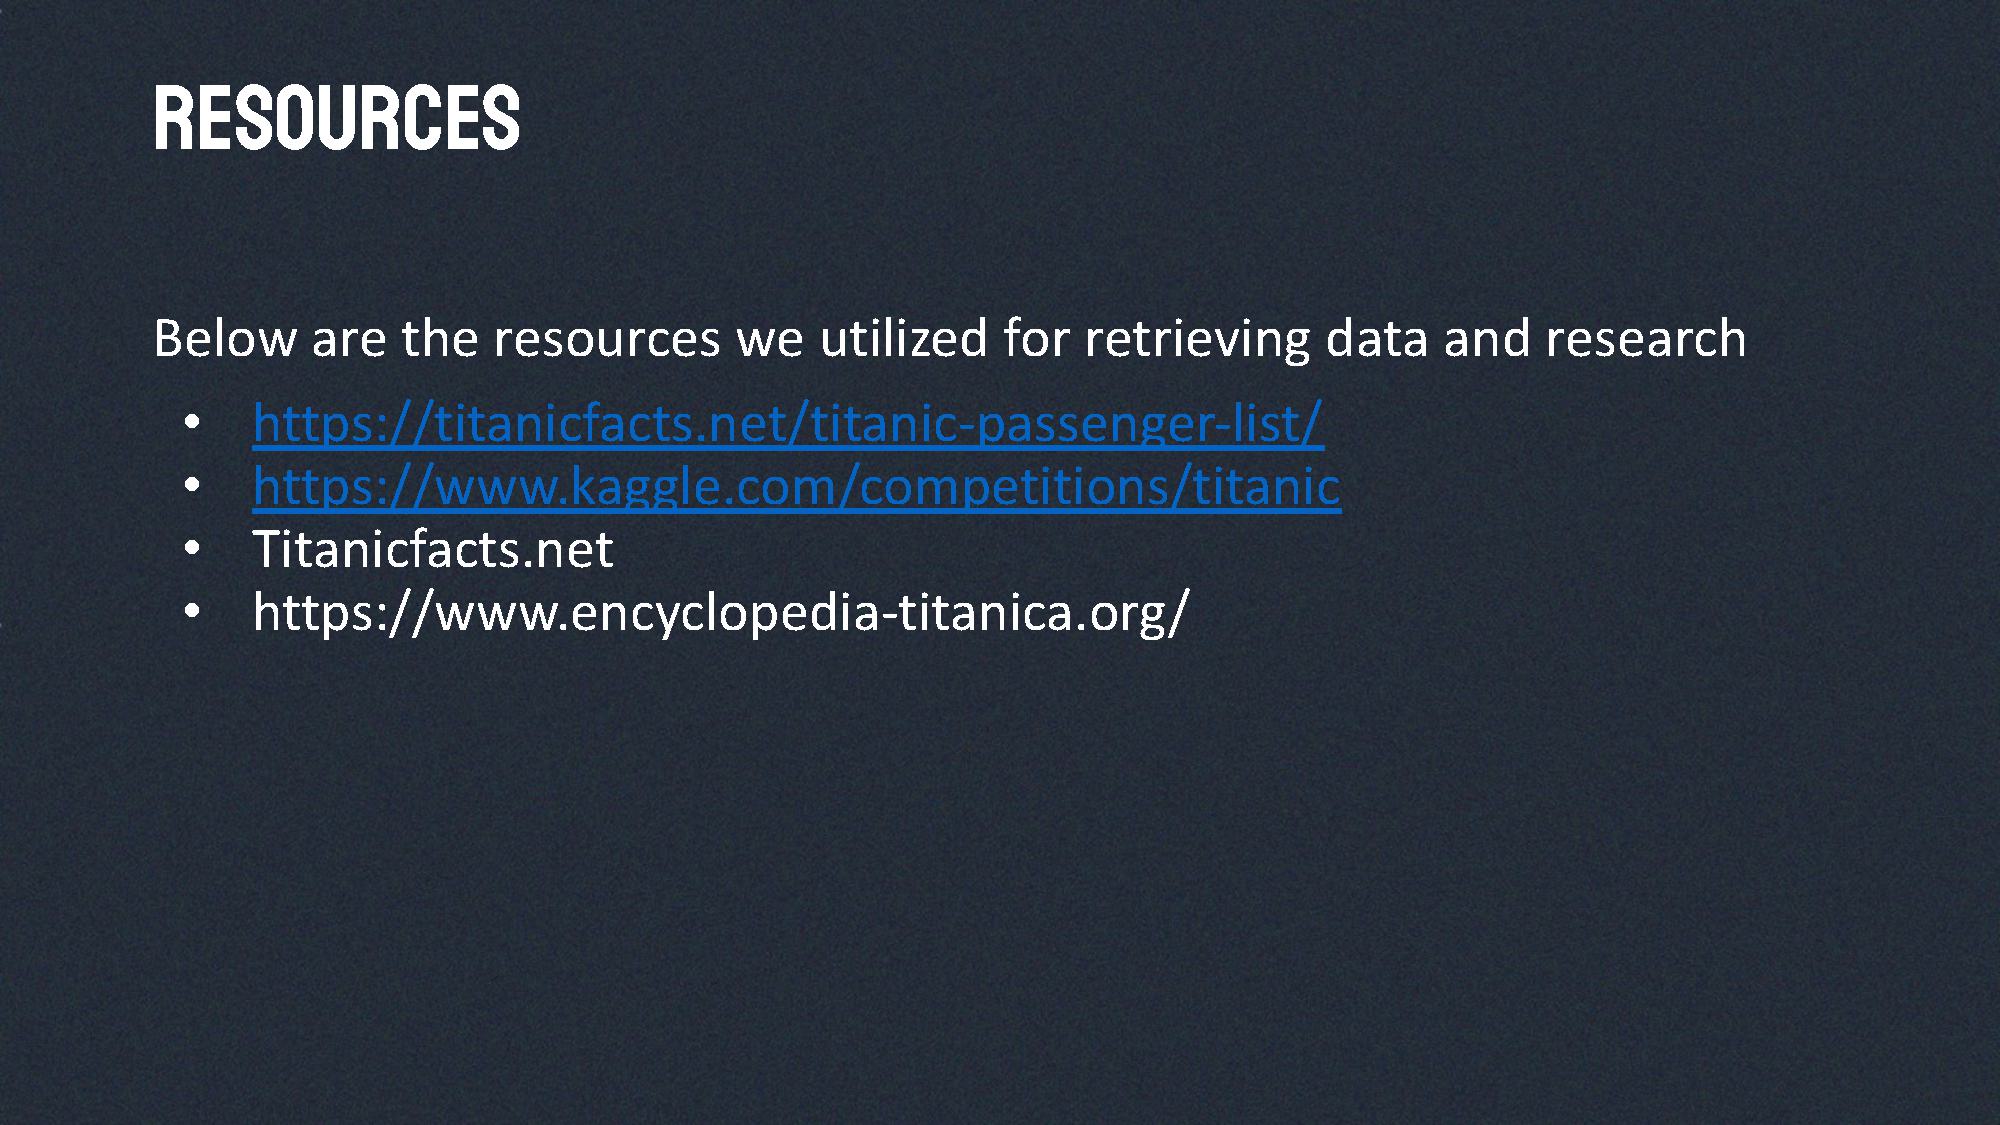 RESOURCES
Below are the resources we utilized for retrieving data and research
• https://titanicfacts.net/titanic-passenger-list/
• https://www.kaggle.com/competitions/titanic
• Titanicfacts.net
• https://www.encyclopedia-titanica.org/